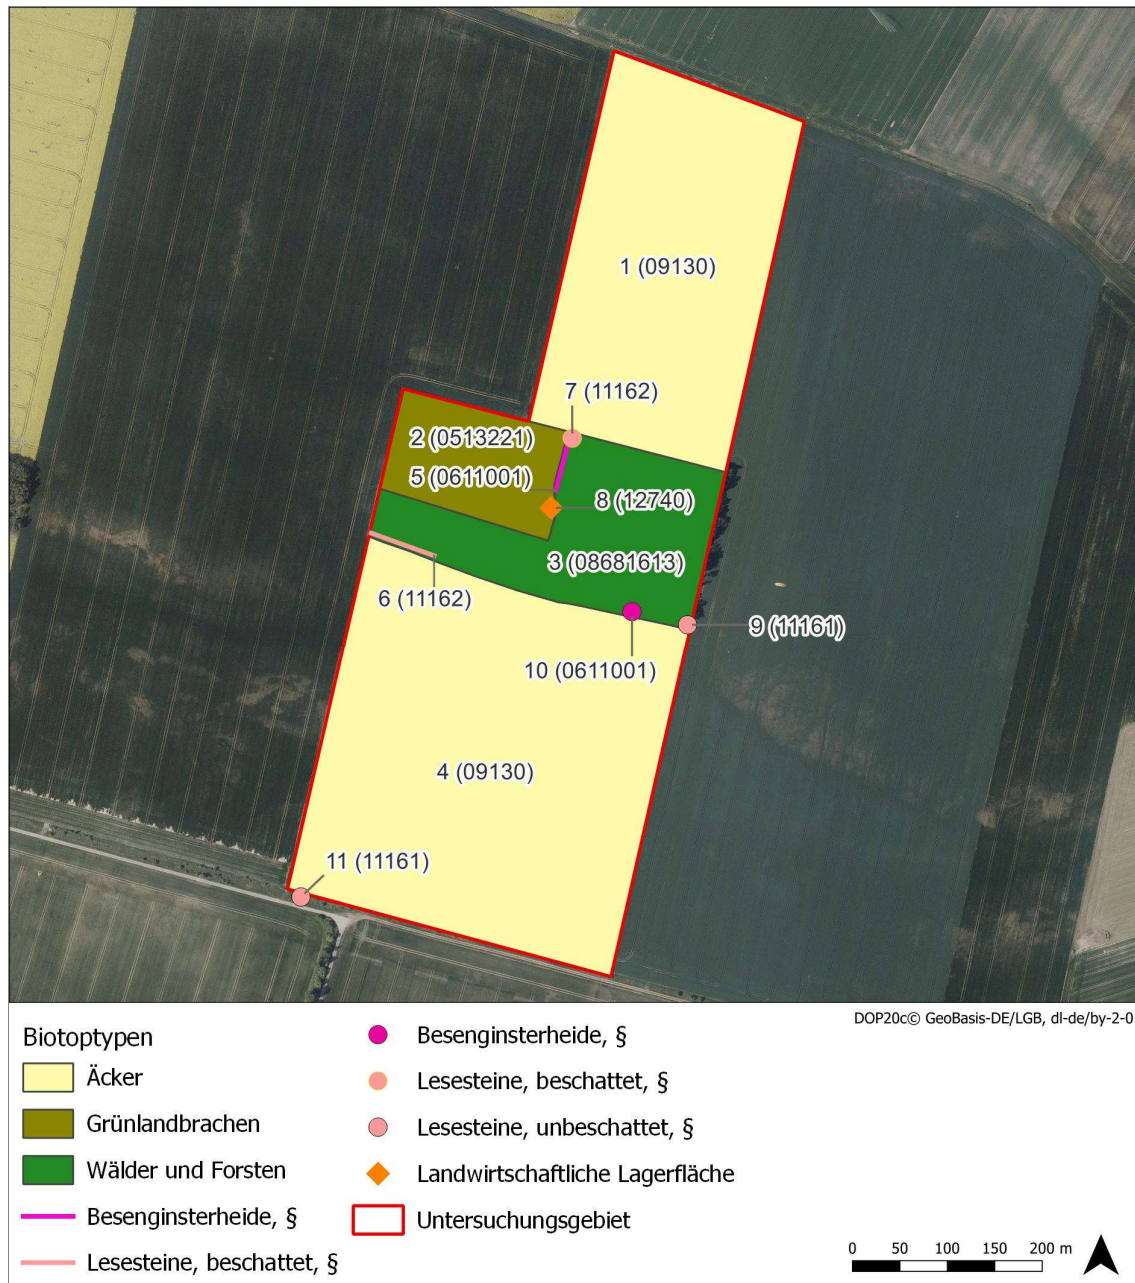 1 (09130)
7 (11162)
2 (0513221)
5 (0611001)
8 (12740)
3 (08681613)
6 (11162)
9 (11161)
10 (0611001)
4 (09130)
11 (11161)
DOP20c© GeoBasis-DE/LGB, dl-de/by-2-0
Biotoptypen
Äcker
Grünlandbrachen
Wälder und Forsten
Besenginsterheide, §
Lesesteine, beschattet, §
Besenginsterheide, §
Lesesteine, beschattet, §
Lesesteine, unbeschattet, §
Landwirtschaftliche Lagerfläche
Untersuchungsgebiet
0 50 100 150 200 m